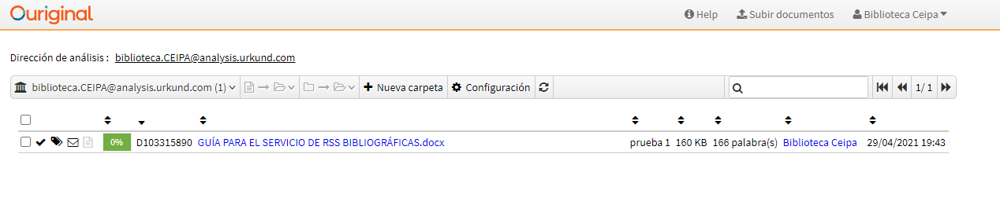 Ouriginal Help Subir documentos Biblioteca Ceipa
Dirección de análisis : biblioteca.CEIPA@analysis.urkund.com
biblioteca.CEIPA@analysis.urkund.com (1) Nueva carpeta Configuración 1/ 1
0% D103315890 GUÍA PARA EL SERVICIO DE RSS BIBLIOGRÁFICAS.docx prueba 1 160 KB 166 palabra(s) Biblioteca Ceipa 29/04/2021 19:43